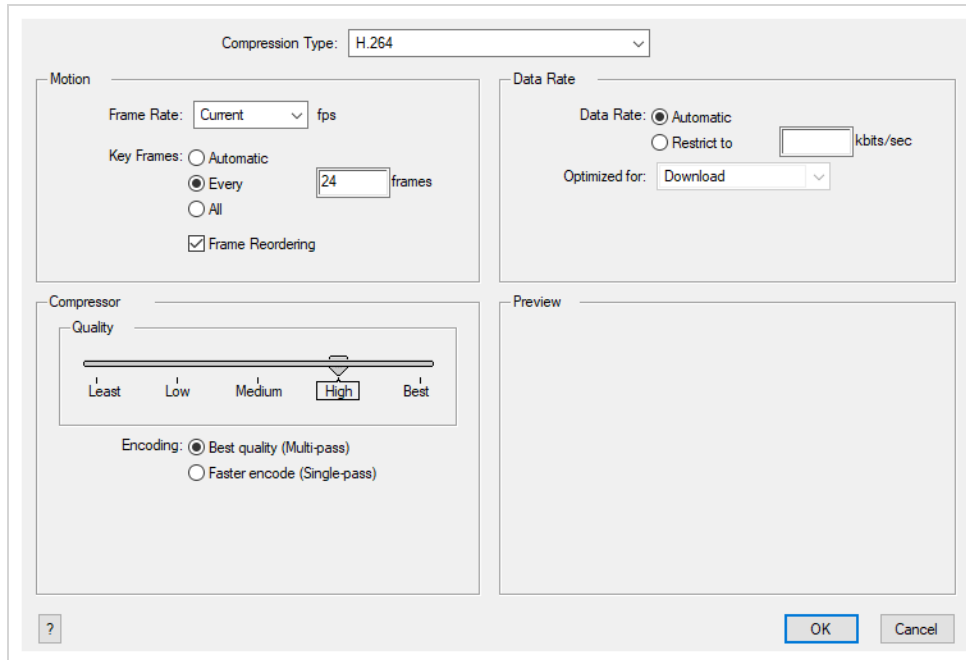 Compression Type: H.264
Motion
Frame Rate: Current fps
Key Frames: Automatic
Every 24 frames
All
Frame Reordering
Data Rate
Data Rate: Automatic
Restrict to kbits/sec
Optimized for: Download
Compressor
Quality
Least Low Medium High Best
Encoding: Best quality (Multi-pass)
Faster encode (Single-pass)
Preview
? OK Cancel